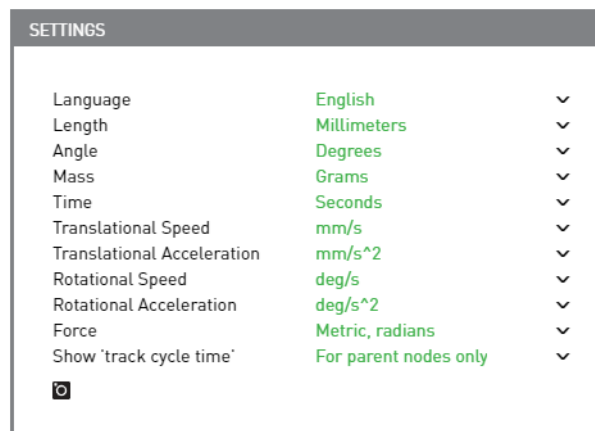 SETTINGS
Language English
Length Millimeters
Angle Degrees
Mass Grams
Time Seconds
Translational Speed mm/s
Translational Acceleration mm/s^2
Rotational Speed deg/s
Rotational Acceleration deg/s^2
Force Metric, radians
Show 'track cycle time' For parent nodes only